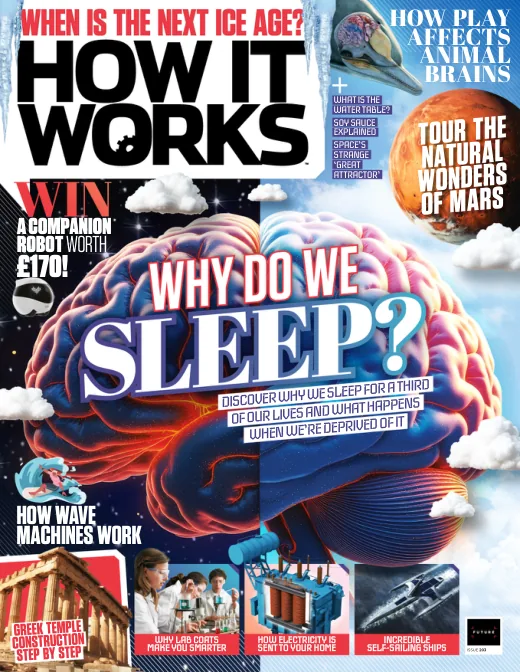 WHEN IS THE NEXT ICE AGE?
HOW IT
WORKS
HOW PLAY
AFFECTS
ANIMAL
BRAINS
+
WHAT IS THE
WATER TABLE?
SOY SAUCE
EXPLAINED
SPACE'S
STRANGE
'GREAT
ATTRACTOR'
TOUR THE
NATURAL
WONDERS
OF MARS
WIN
A COMPANION
ROBOT WORTH
£170!
WHY DO WE
SLEEP?
DISCOVER WHY WE SLEEP FOR A THIRD
OF OUR LIVES AND WHAT HAPPENS
WHEN WE'RE DEPRIVED OF IT
HOW WAVE
MACHINES WORK
GREEK TEMPLE
CONSTRUCTION
STEP BY STEP
WHY LAB COATS
MAKE YOU SMARTER
HOW ELECTRICITY IS
SENT TO YOUR HOME
INCREDIBLE
SELF-SAILING SHIPS
FUTURE
ISSUE 203